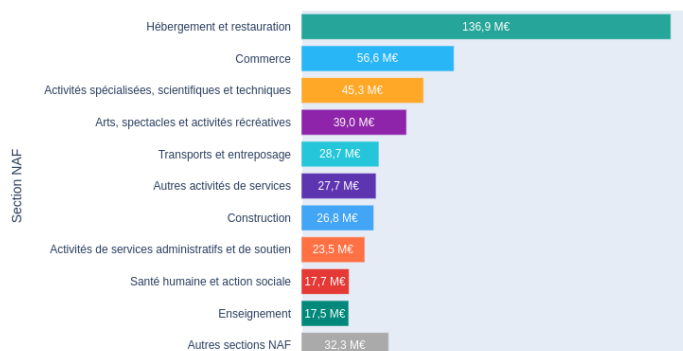 Section NAF
Hébergement et restauration 136,9 M€
Commerce 56,6 M€
Activités spécialisées, scientifiques et techniques 45,3 M€
Arts, spectacles et activités récréatives 39,0 M€
Transports et entreposage 28,7 M€
Autres activités de services 27,7 M€
Construction 26,8 M€
Activités de services administratifs et de soutien 23,5 M€
Santé humaine et action sociale 17,7 M€
Enseignement 17,5 M€
Autres sections NAF 32,3 M€